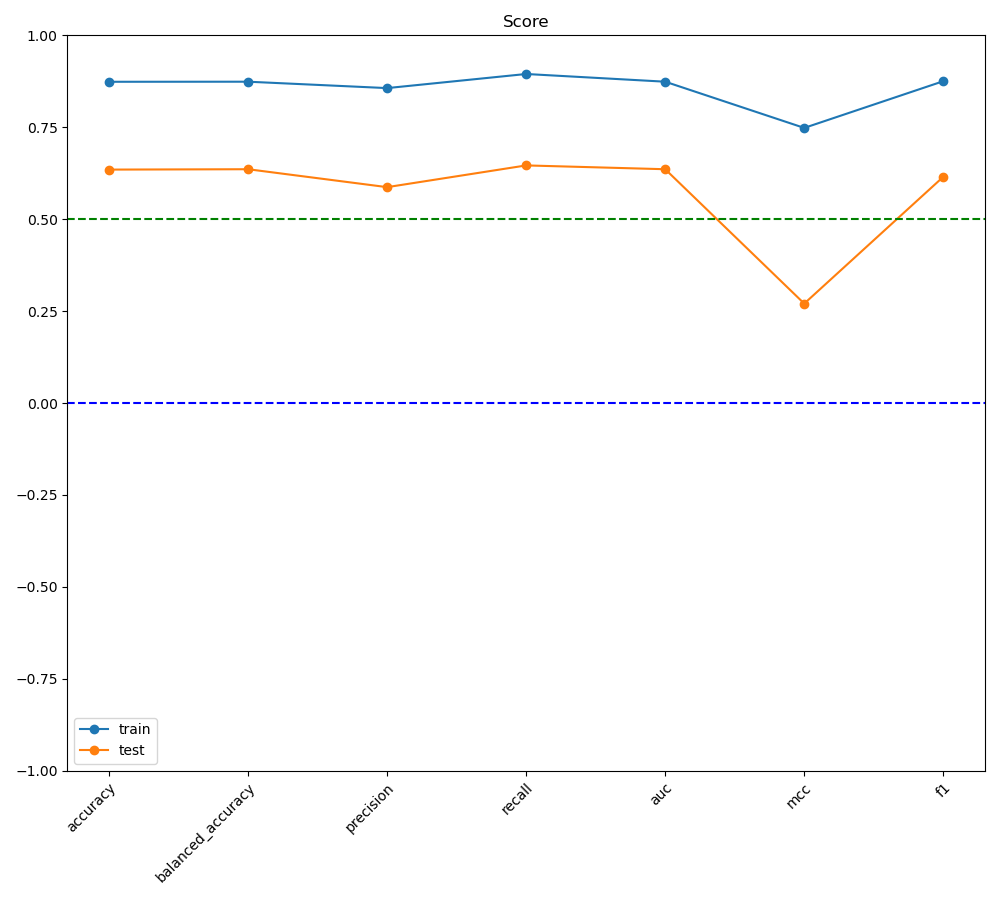 Score
1.00
0.75
0.50
0.25
0.00
−0.25
−0.50
−0.75
−1.00
train
test
accuracy
balanced_accuracy
precision
recall
auc
mcc
f1